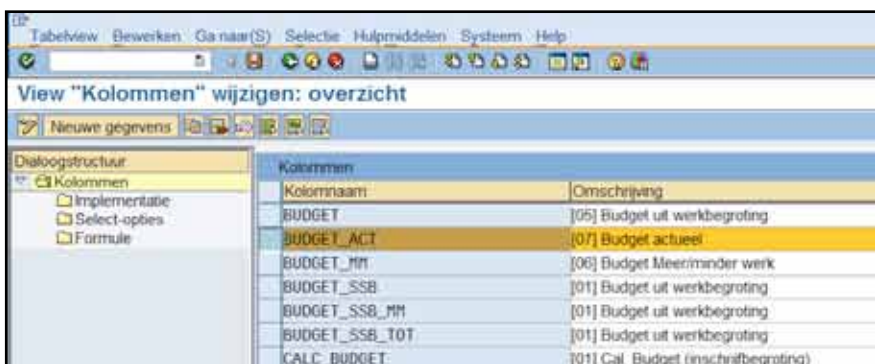 Tabelview Bewerken Ga naar(S) Selectie Hulpmiddelen Systeem Help
View "Kolommen" wijzigen: overzicht
Nieuwe gegevens
Dialoogstructuur
Kolommen
Implementatie
Select-opties
Formule
Kolommen
Kolomnaam Omschrijving
BUDGET [05] Budget uit werkbegroting
BUDGET_ACT [07] Budget actueel
BUDGET_MM [06] Budget Meer/minder werk
BUDGET_SSB [01] Budget uit werkbegroting
BUDGET_SSB_MM [01] Budget uit werkbegroting
BUDGET_SSB_TOT [01] Budget uit werkbegroting
CALC_BUDGET [01] Cal. Budget (inschrijfbegroting)